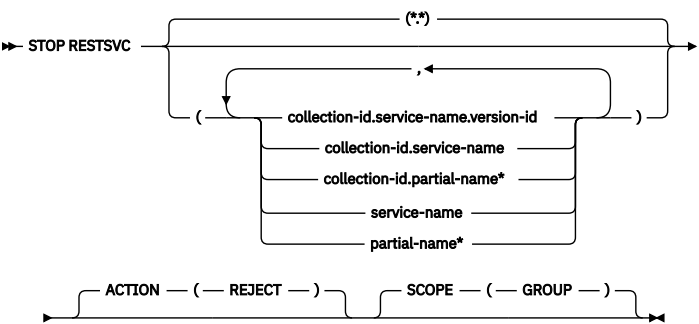 (*.*)
STOP RESTSVC
,
( collection-id.service-name.version-id )
collection-id.service-name
collection-id.partial-name*
service-name
partial-name*
ACTION ( REJECT ) SCOPE ( GROUP )